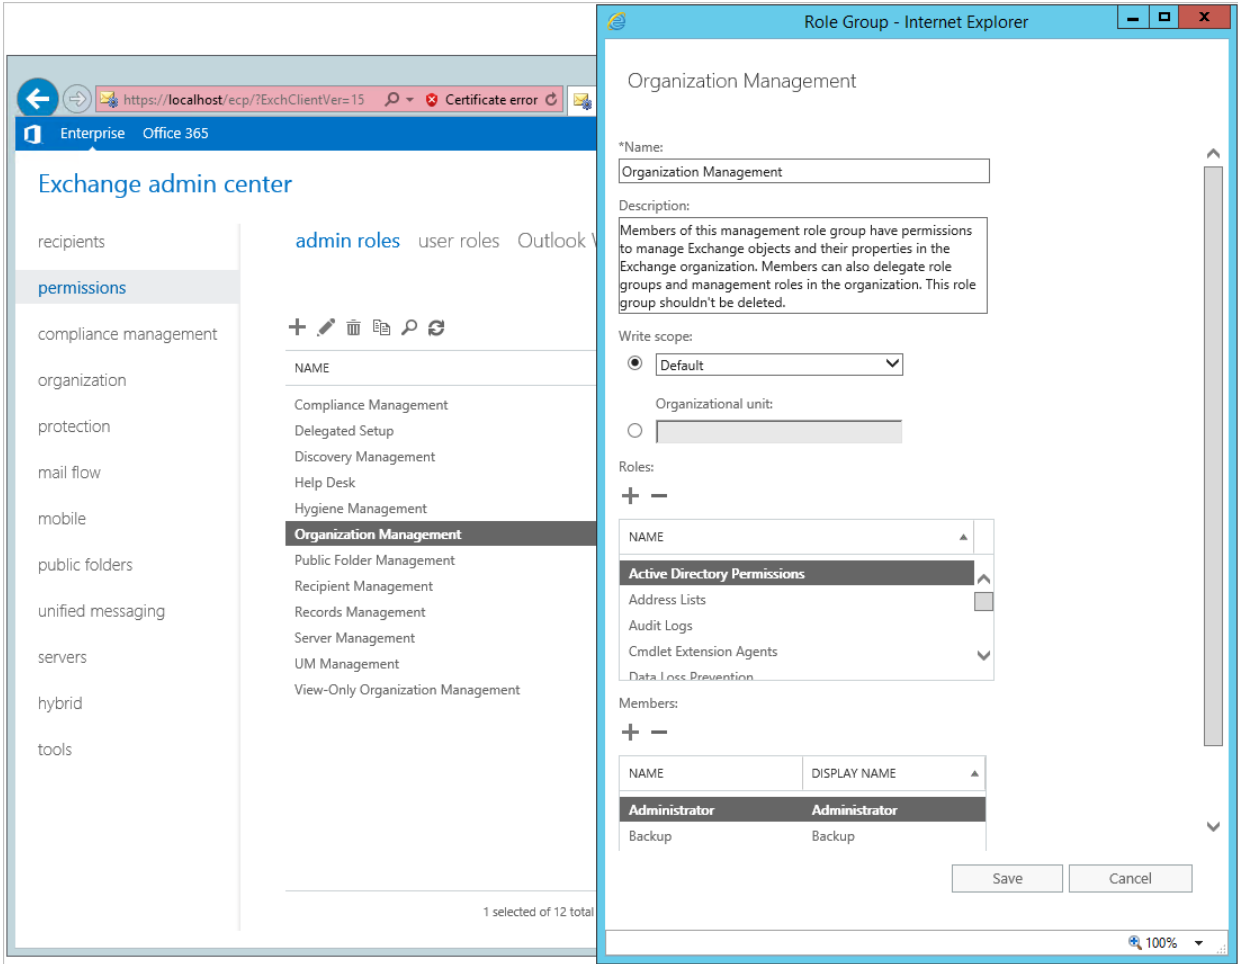 Role Group - Internet Explorer
https://localhost/ecp/?ExchClientVer=15
Certificate error
Enterprise Office 365
Exchange admin center
recipients
permissions
compliance management
organization
protection
mail flow
mobile
public folders
unified messaging
servers
hybrid
tools
admin roles user roles Outlook
NAME
Compliance Management
Delegated Setup
Discovery Management
Help Desk
Hygiene Management
Organization Management
Public Folder Management
Recipient Management
Records Management
Server Management
UM Management
View-Only Organization Management
1 selected of 12 total
Organization Management
*Name:
Organization Management
Description:
Members of this management role group have permissions
to manage Exchange objects and their properties in the
Exchange organization. Members can also delegate role
groups and management roles in the organization. This role
group shouldn't be deleted.
Write scope:
Default
Organizational unit:
Roles:
NAME
Active Directory Permissions
Address Lists
Audit Logs
Cmdlet Extension Agents
Data Loss Prevention
Members:
NAME DISPLAY NAME
Administrator Administrator
Backup Backup
Save Cancel
100%